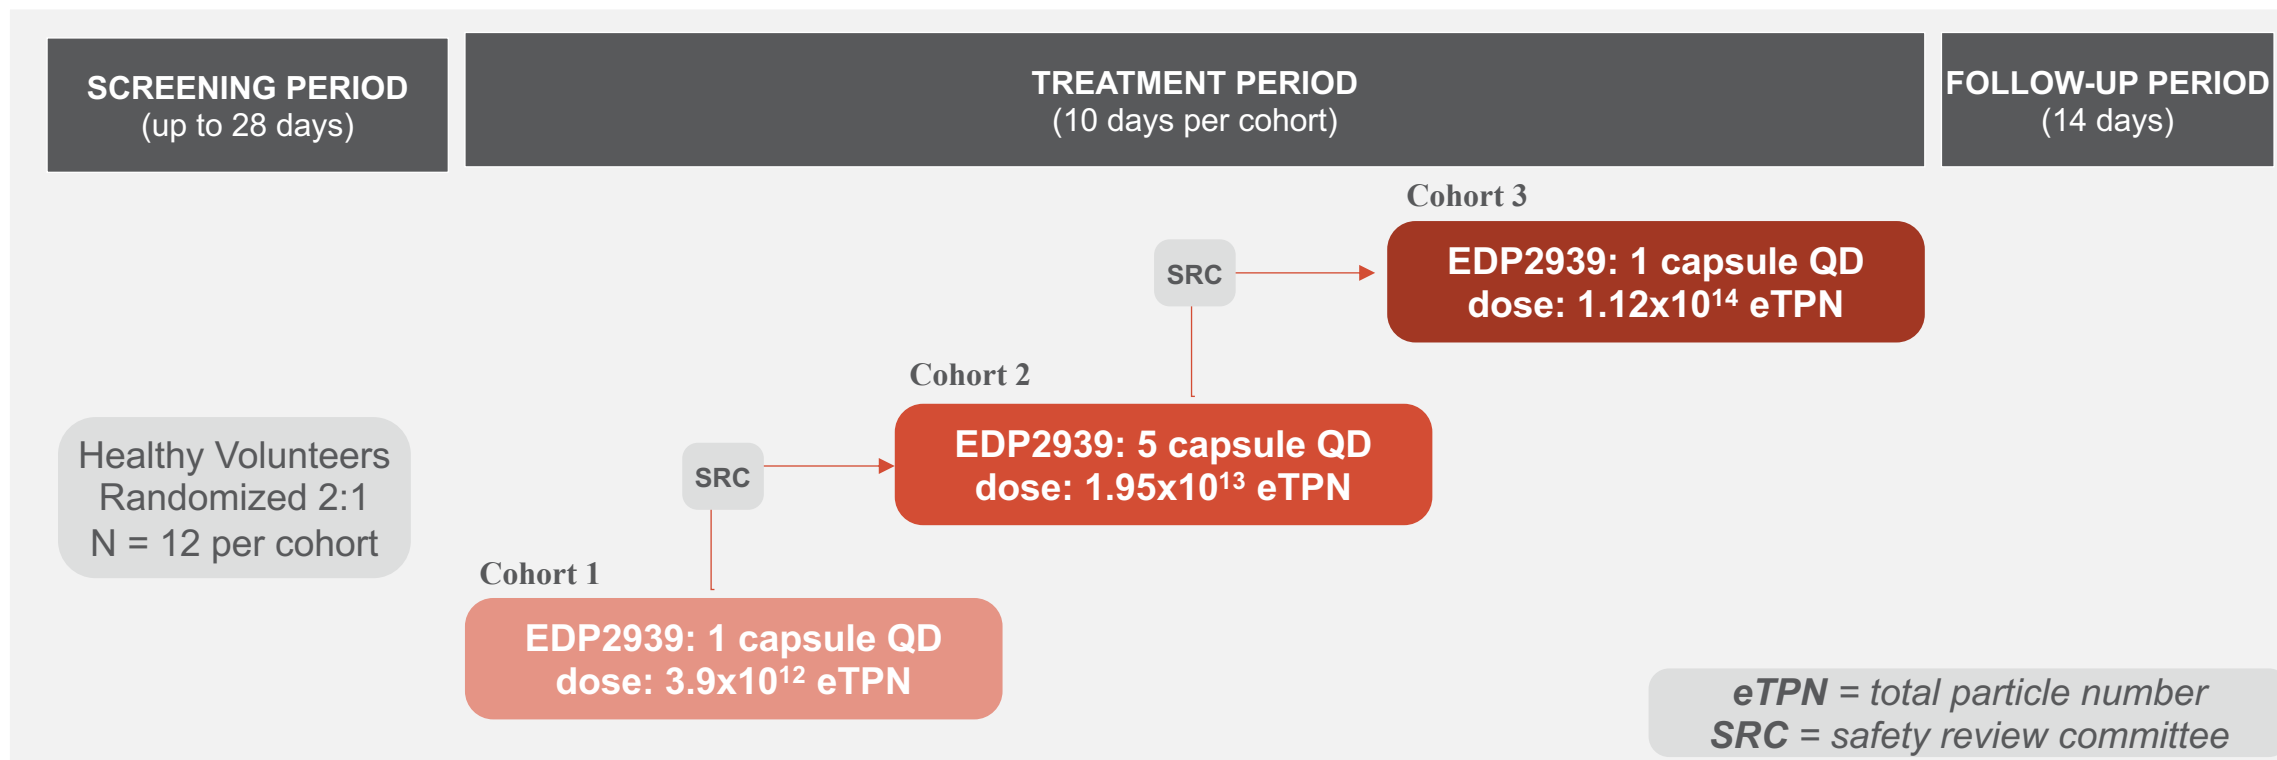 SCREENING PERIOD
(up to 28 days)
TREATMENT PERIOD
(10 days per cohort)
FOLLOW-UP PERIOD
(14 days)
Cohort 3
EDP2939: 1 capsule QD
dose: 1.12x10¹⁴ eTPN
SRC
Cohort 2
EDP2939: 5 capsule QD
dose: 1.95x10¹³ eTPN
SRC
Healthy Volunteers
Randomized 2:1
N = 12 per cohort
Cohort 1
EDP2939: 1 capsule QD
dose: 3.9x10¹² eTPN
eTPN = total particle number
SRC = safety review committee